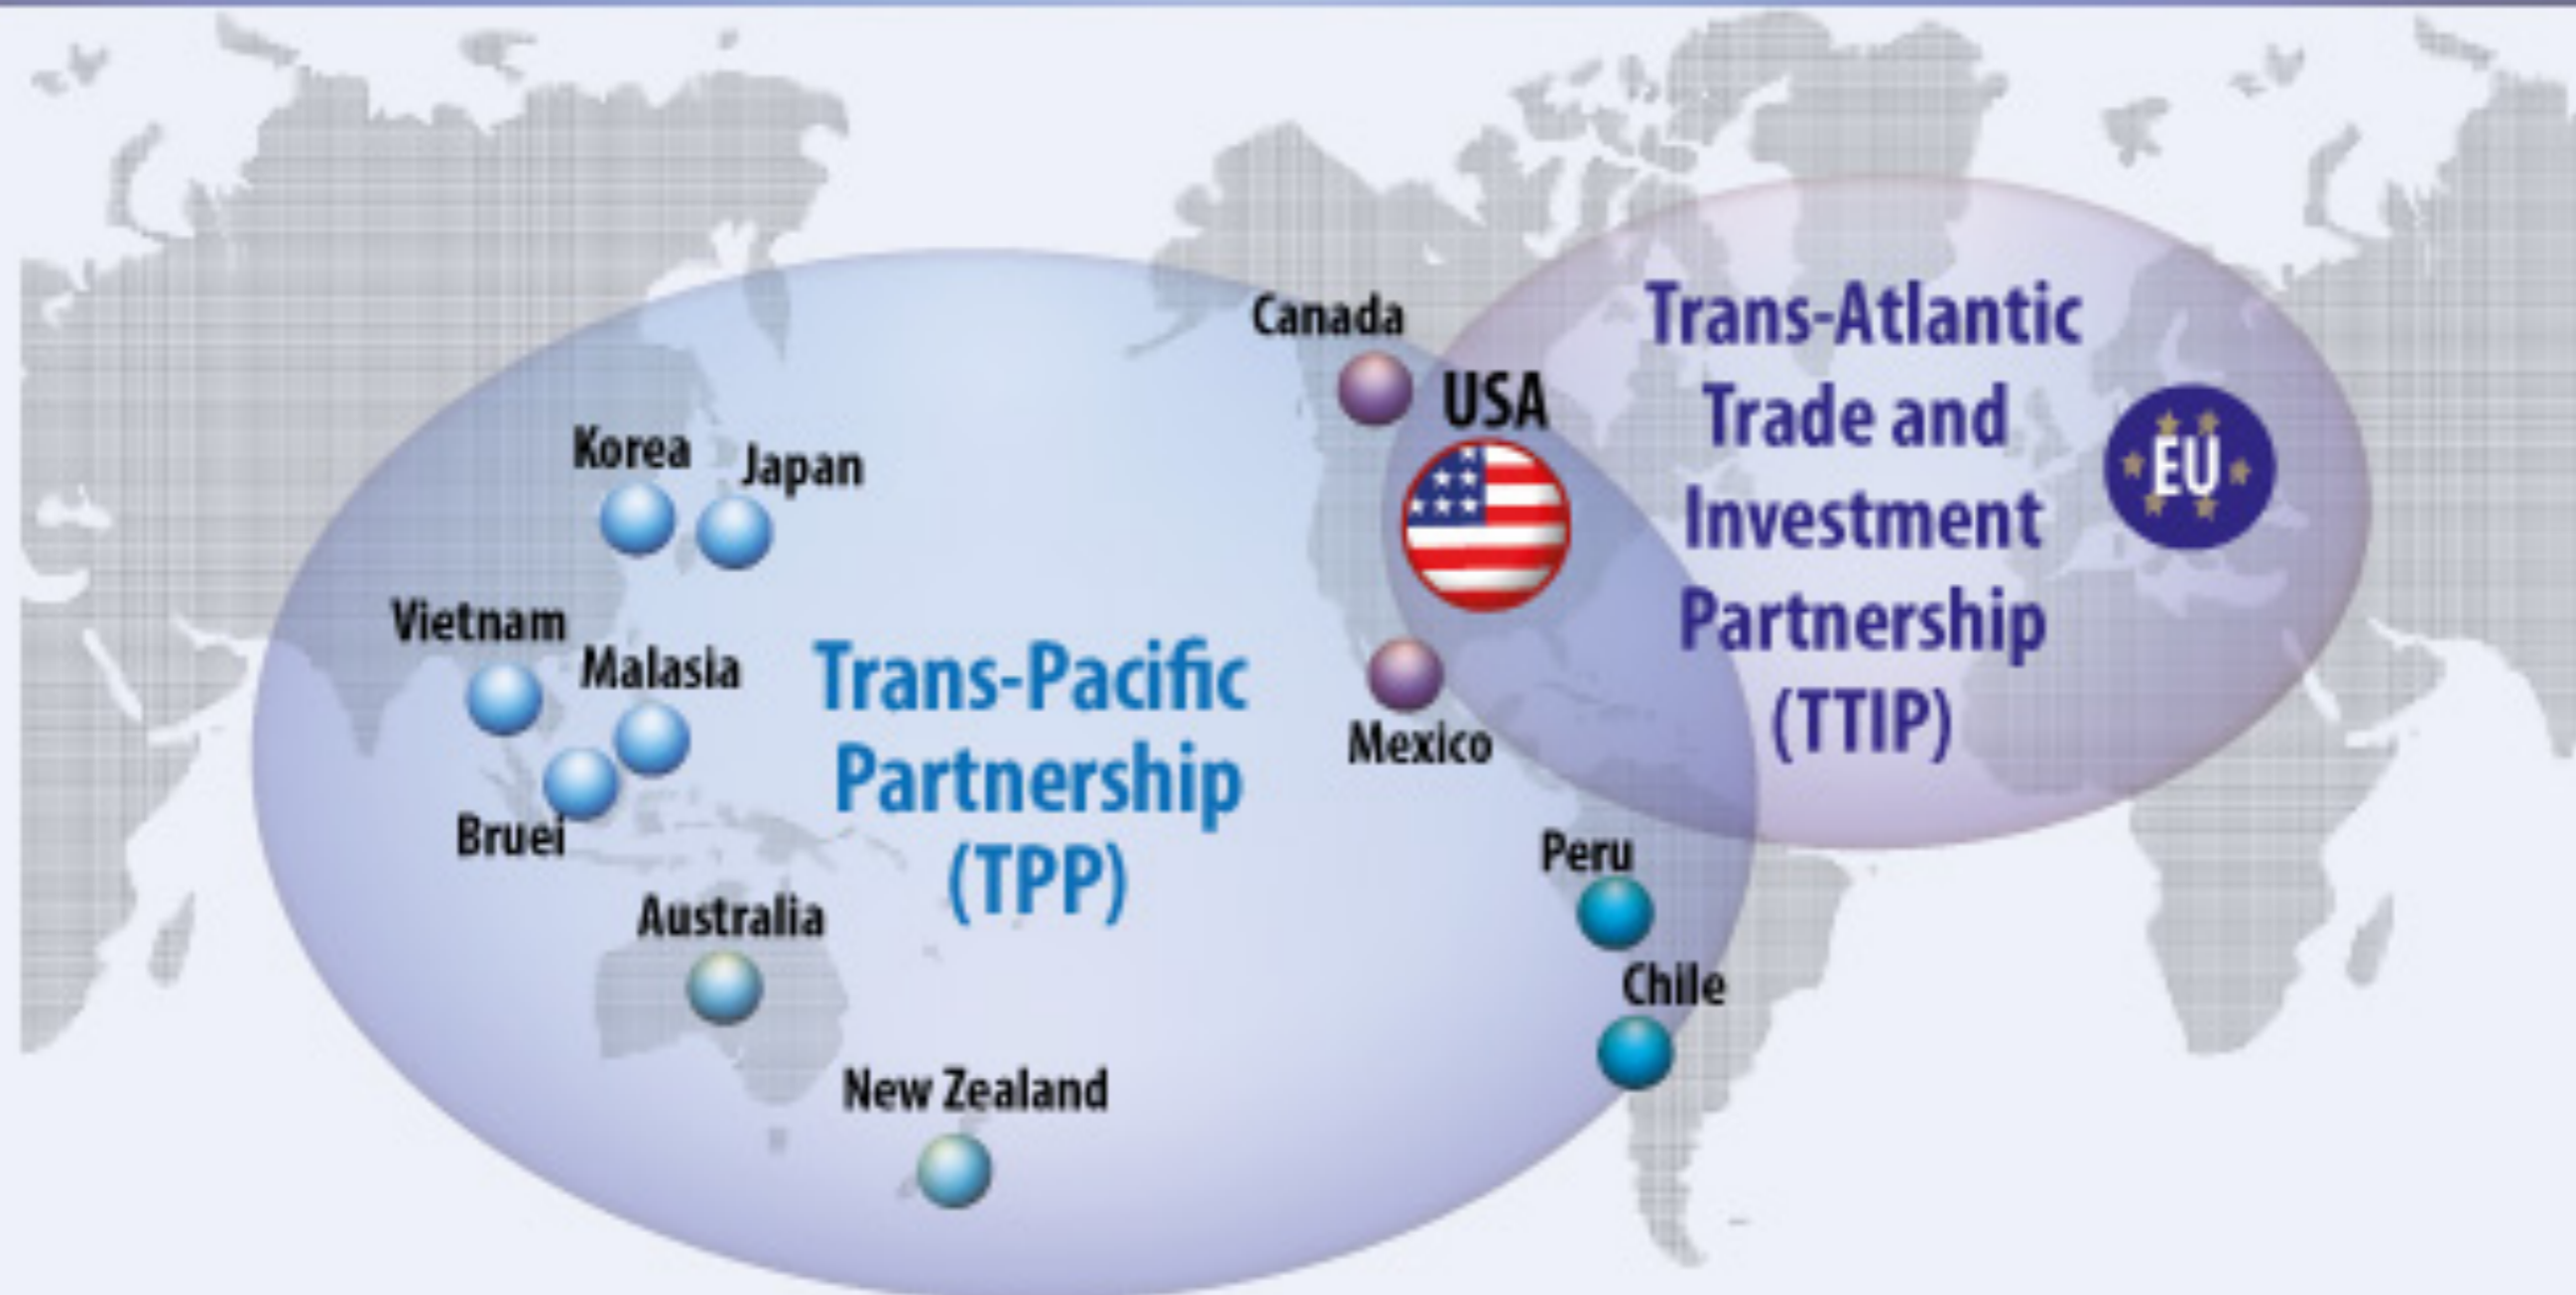 Canada
USA
Trans-Atlantic
Trade and
Investment
Partnership
(TTIP)
EU
Korea
Japan
Vietnam
Malasia
Bruei
Trans-Pacific
Partnership
(TPP)
Mexico
Australia
New Zealand
Peru
Chile